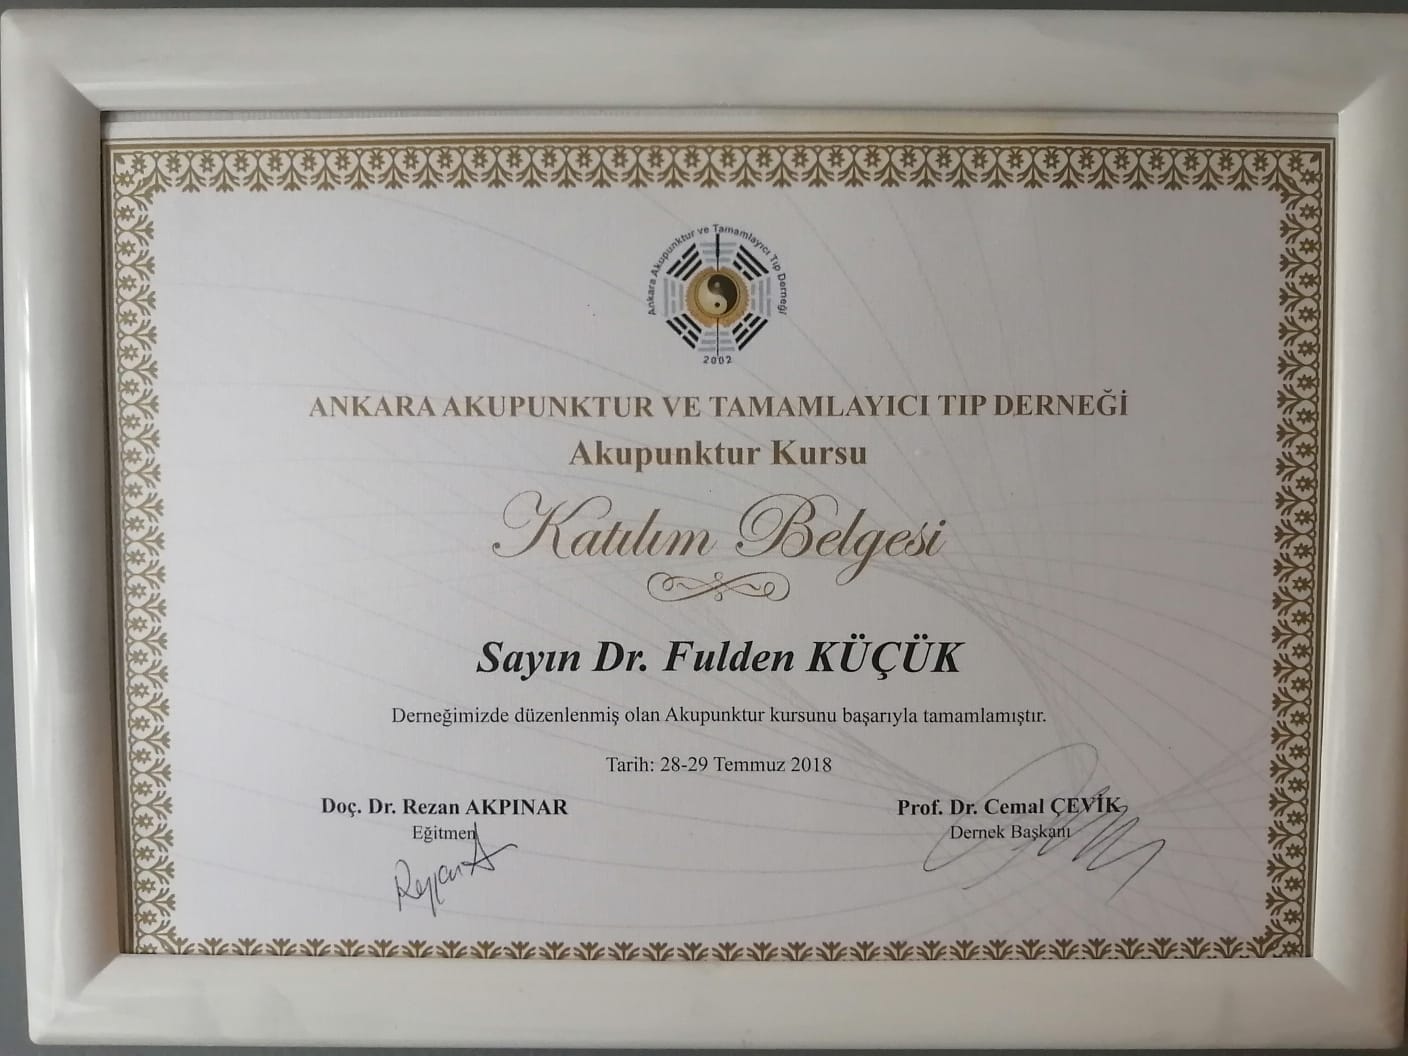 Ankara Akupunktur ve Tamamlayıcı Tıp Derneği
2002
ANKARA AKUPUNKTUR VE TAMAMLAYICI TIP DERNEĞİ
Akupunktur Kursu
Katılım Belgesi
Sayın Dr. Fulden KÜÇÜK
Derneğimizde düzenlenmiş olan Akupunktur kursunu başarıyla tamamlamıştır.
Tarih: 28-29 Temmuz 2018
Doç. Dr. Rezan AKPINAR
Eğitmen
Prof. Dr. Cemal ÇEVİK
Dernek Başkanı